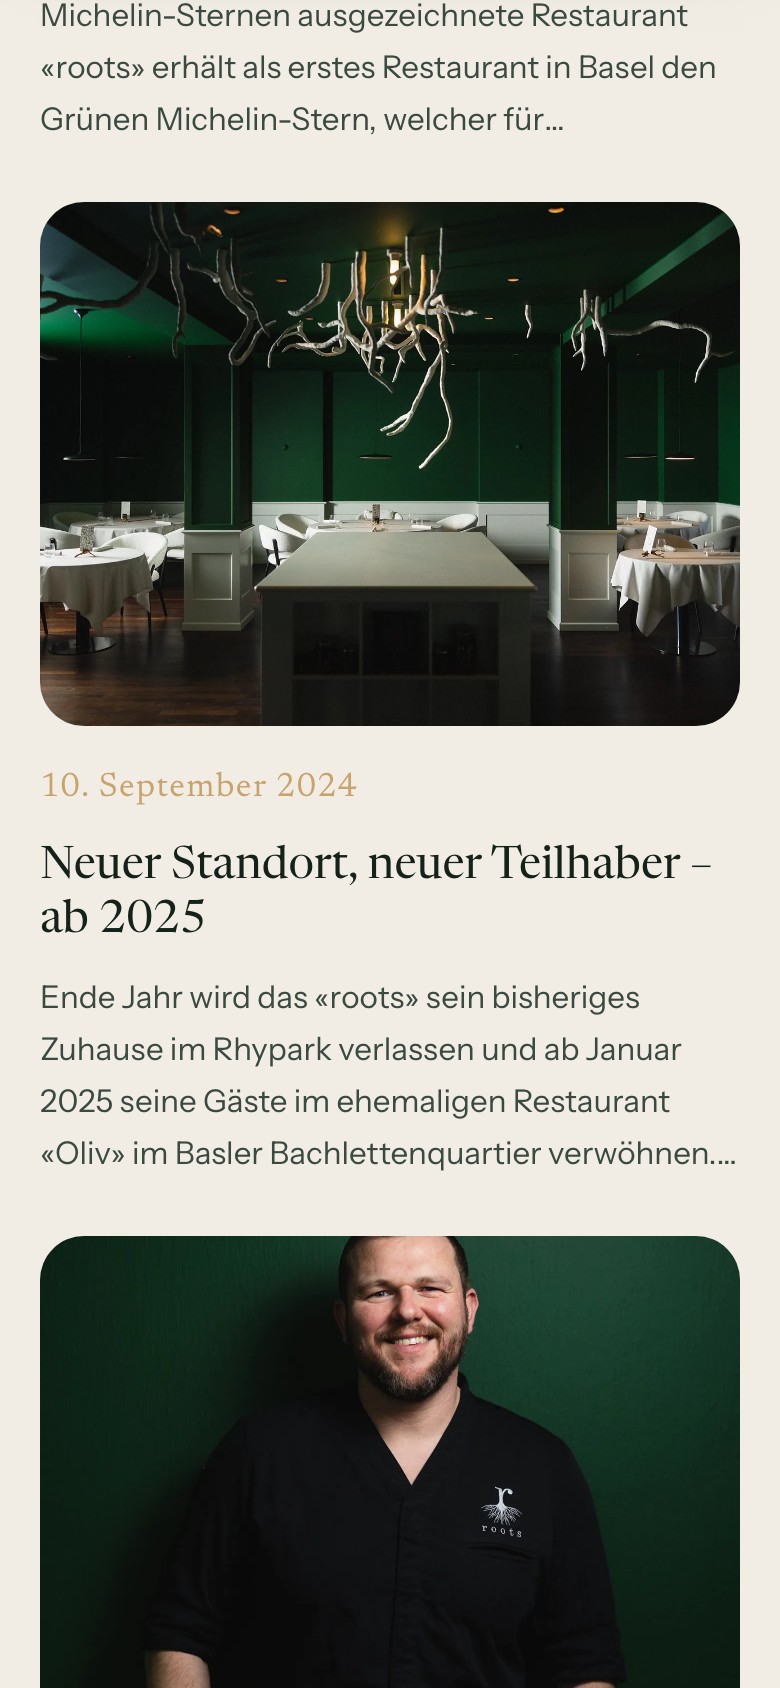 Michelin-Sternen ausgezeichnete Restaurant
«roots» erhält als erstes Restaurant in Basel den
Grünen Michelin-Stern, welcher für...
10. September 2024
Neuer Standort, neuer Teilhaber –
ab 2025
Ende Jahr wird das «roots» sein bisheriges
Zuhause im Rhypark verlassen und ab Januar
2025 seine Gäste im ehemaligen Restaurant
«Oliv» im Basler Bachlettenquartier verwöhnen....
r
roots